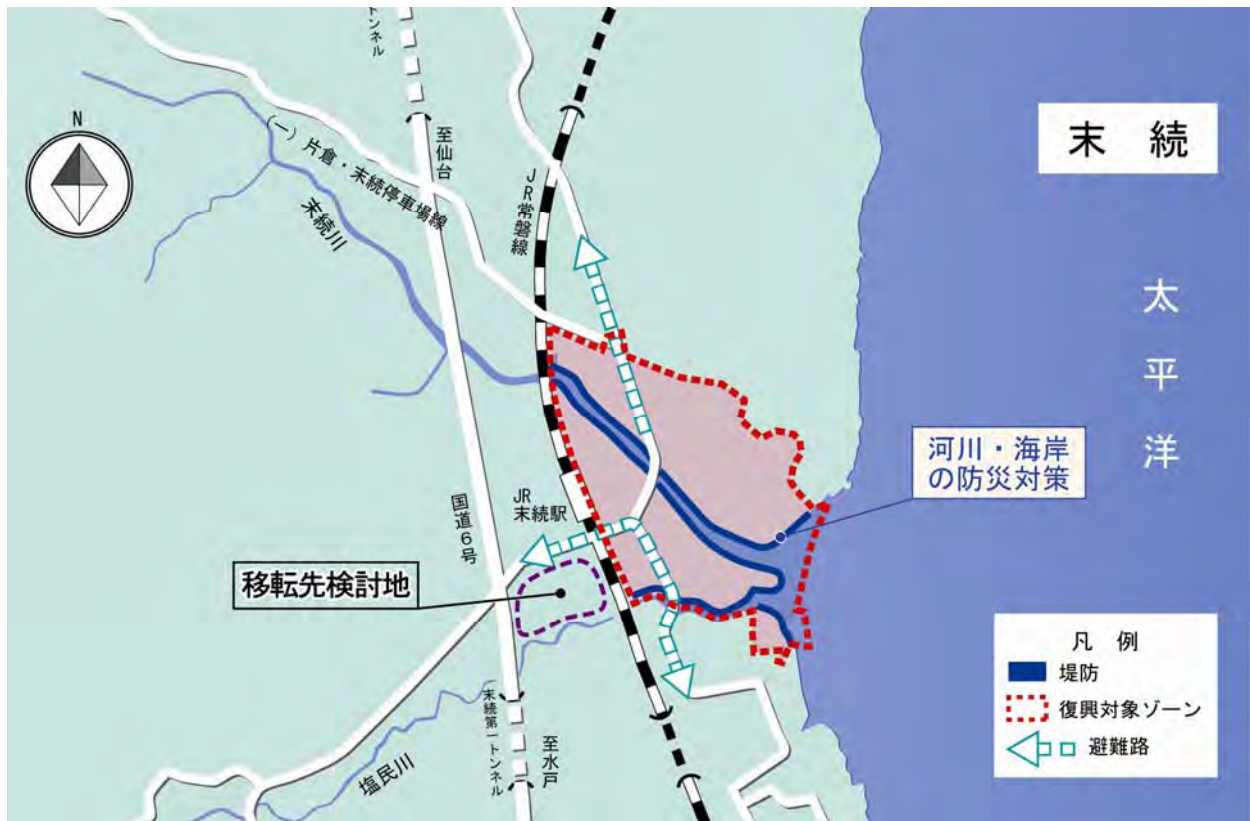 トンネル
N
(一)片倉・末続停車場線
至仙台
JR常磐線
末続
末続川
太平洋
河川・海岸
の防災対策
JR
末続駅
国道6号
移転先検討地
凡 例
堤防
復興対象ゾーン
避難路
末続第一トンネル
至水戸
塩民川